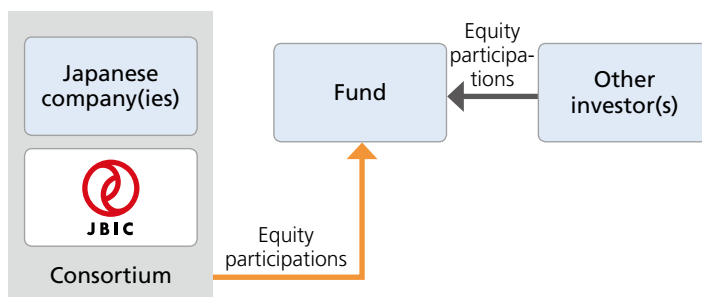 Japanese
company(ies)
JBIC
Consortium
Equity
participations
Fund
Equity
participa-
tions
Other
investor(s)